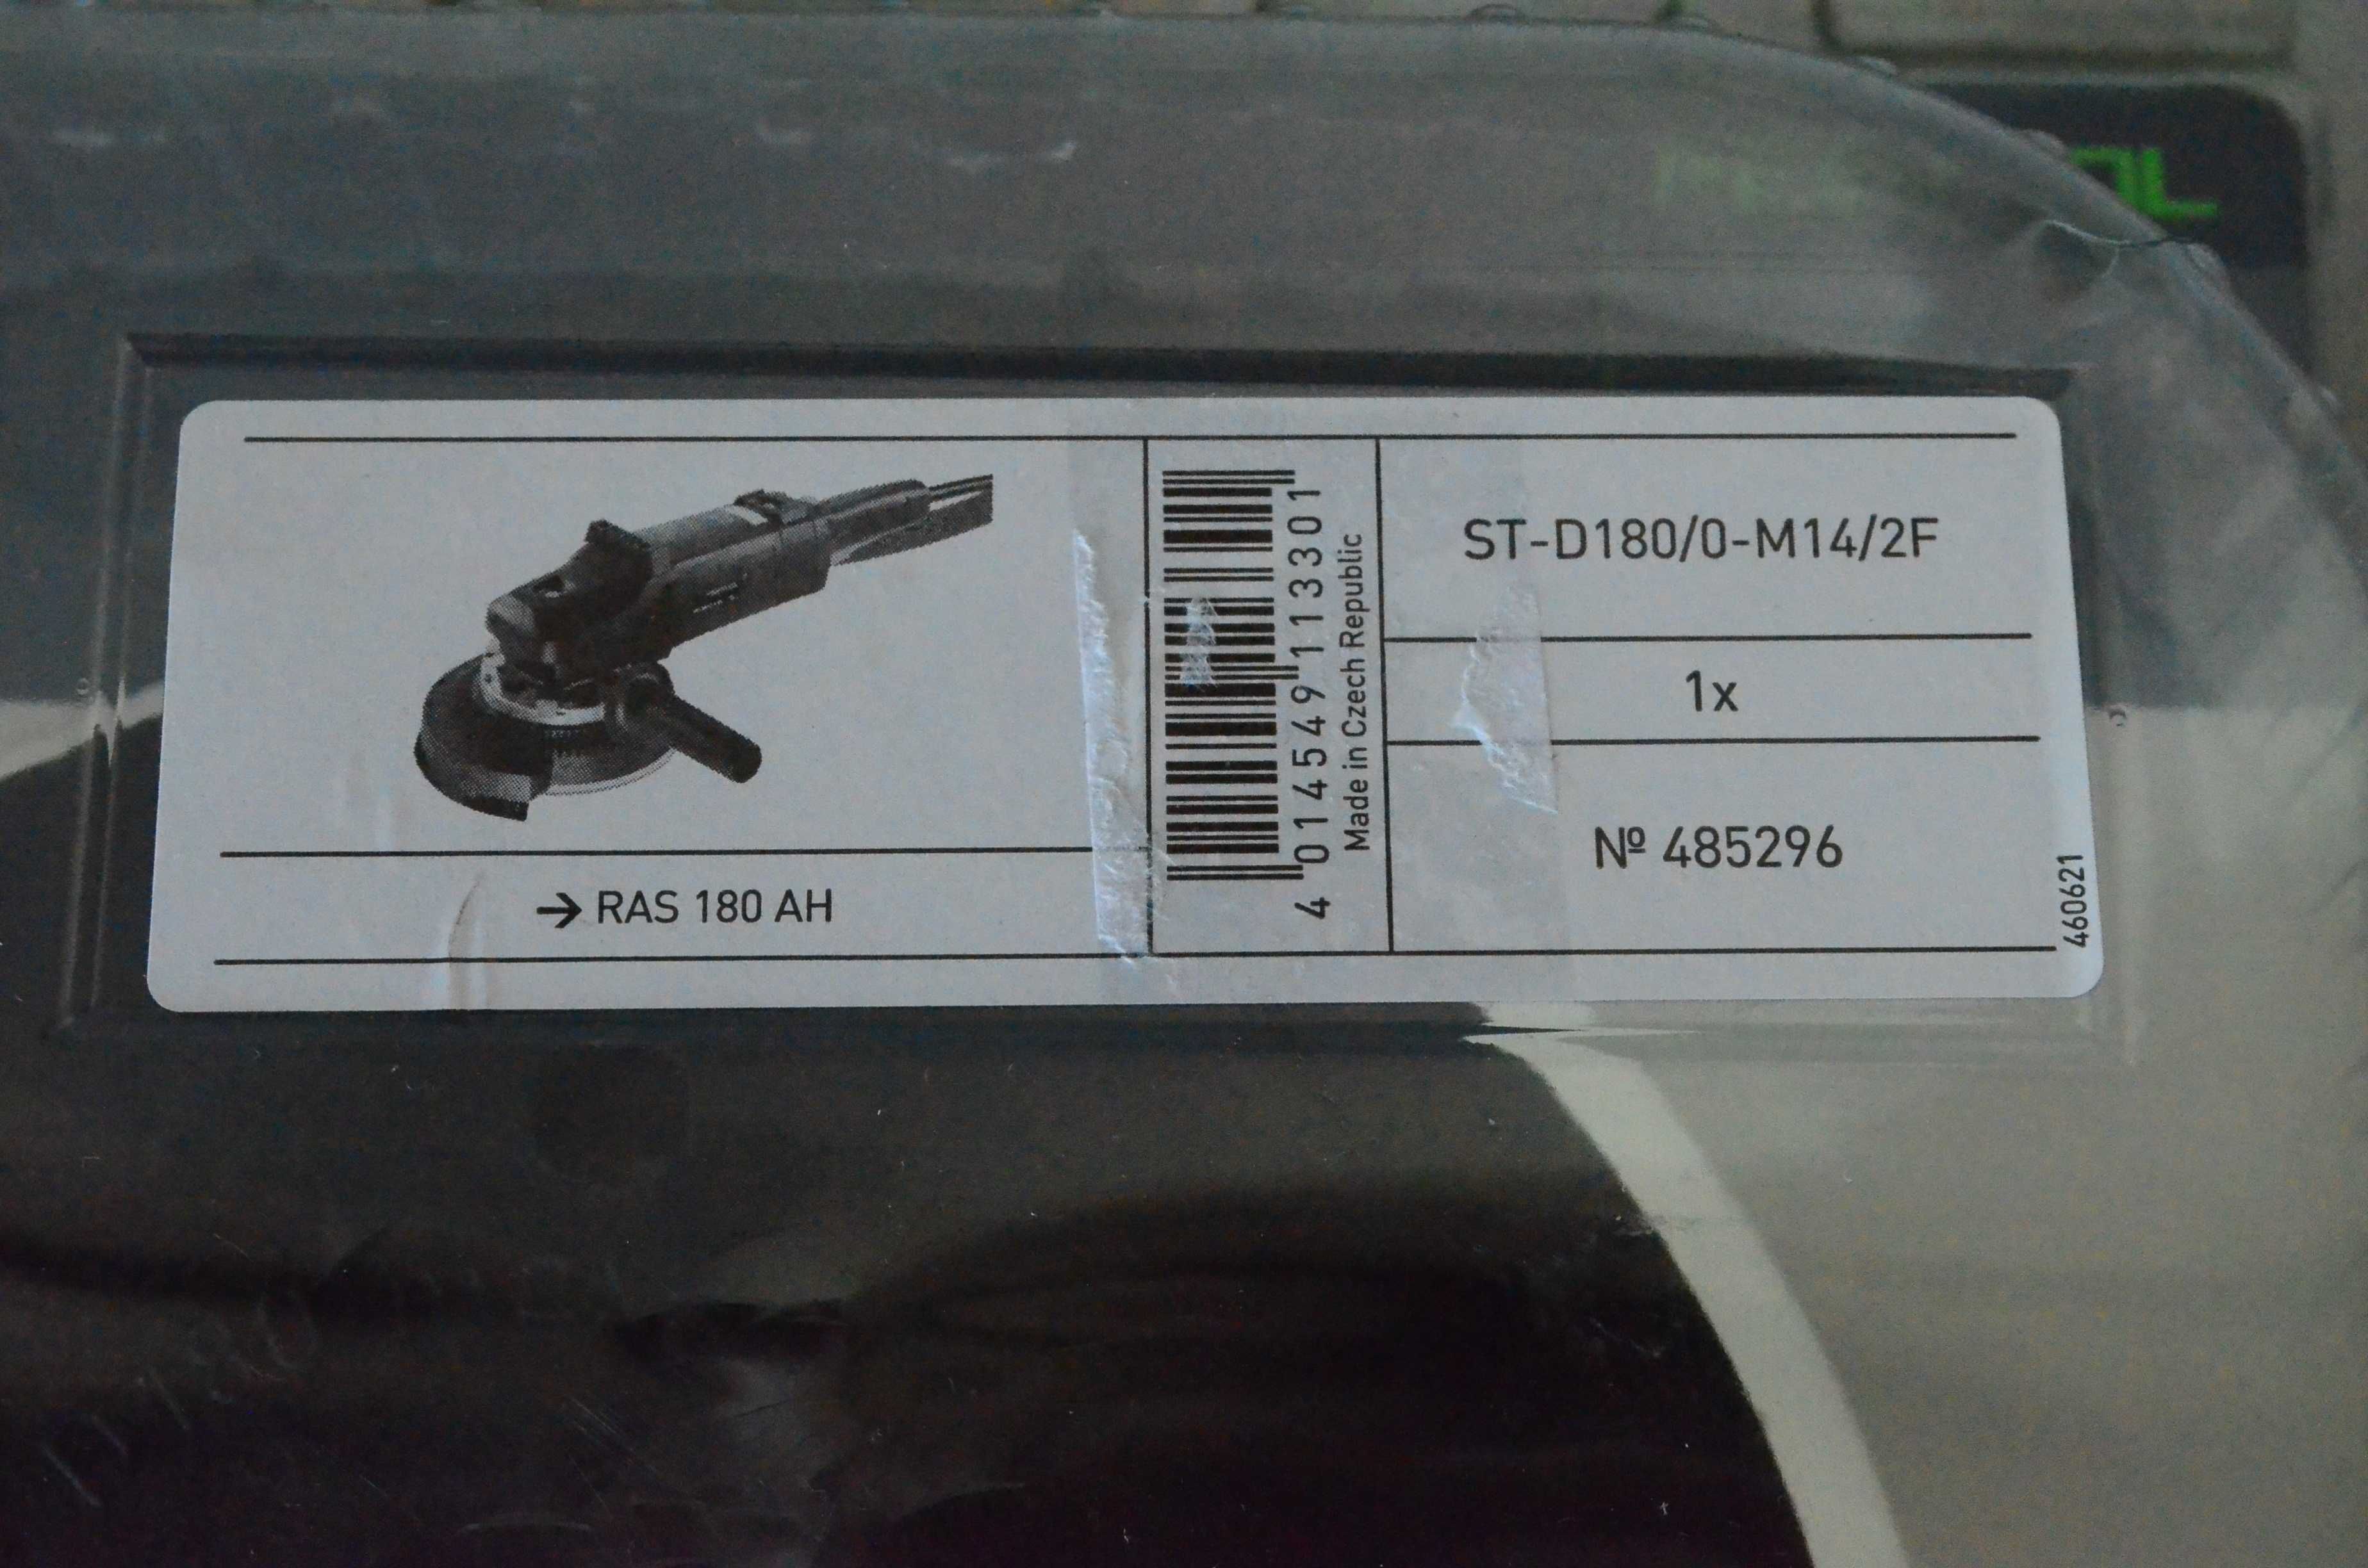 → RAS 180 AH
4 014549 113301
Made in Czech Republic
ST-D180/0-M14/2F
1x
№ 485296
460621